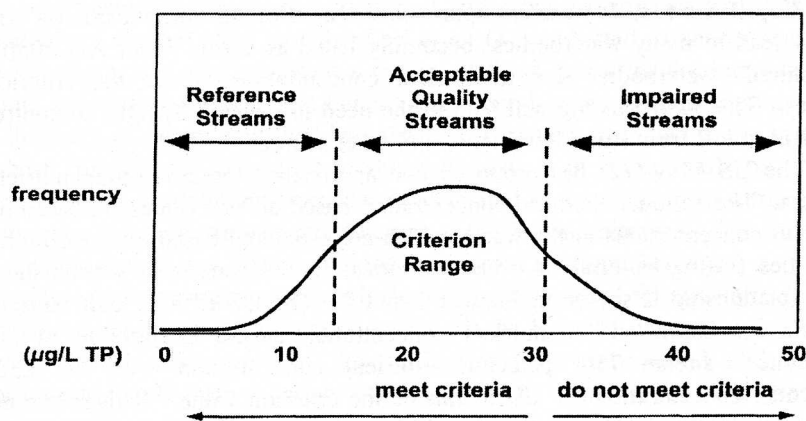 Reference
Streams
Acceptable
Quality
Streams
Impaired
Streams
frequency
Criterion
Range
(µg/L TP)
0 10 20 30 40 50
meet criteria
do not meet criteria